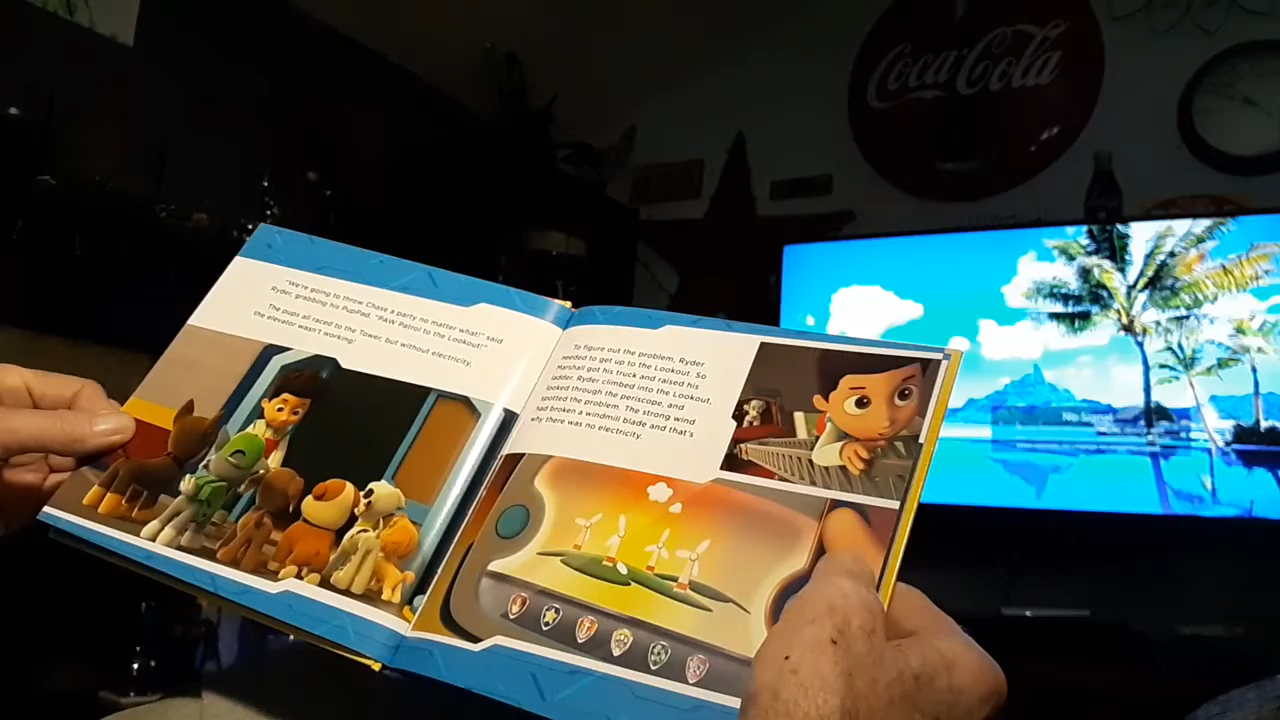 "We're going to throw Chase a party no matter what!" said
Ryder, grabbing his PupPad. "PAW Patrol to the Lookout!"
The pups all raced to the Tower, but without electricity,
the elevator wasn't working!
To figure out the problem, Ryder
needed to get up to the Lookout. So
Marshall got his truck and raised his
ladder. Ryder climbed into the Lookout,
looked through the periscope, and
spotted the problem. The strong wind
had broken a windmill blade and that's
why there was no electricity.
Coca-Cola
No Signal